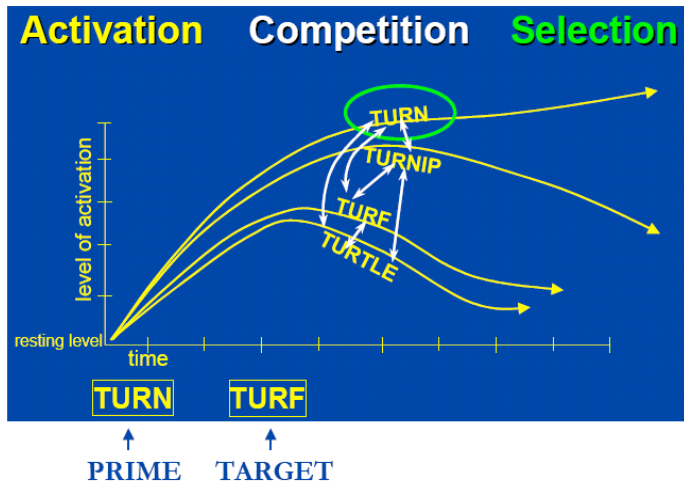 Activation Competition Selection
TURN
TURNIP
TURF
TURTLE
level of activation
resting level
time
TURN TURF
PRIME TARGET